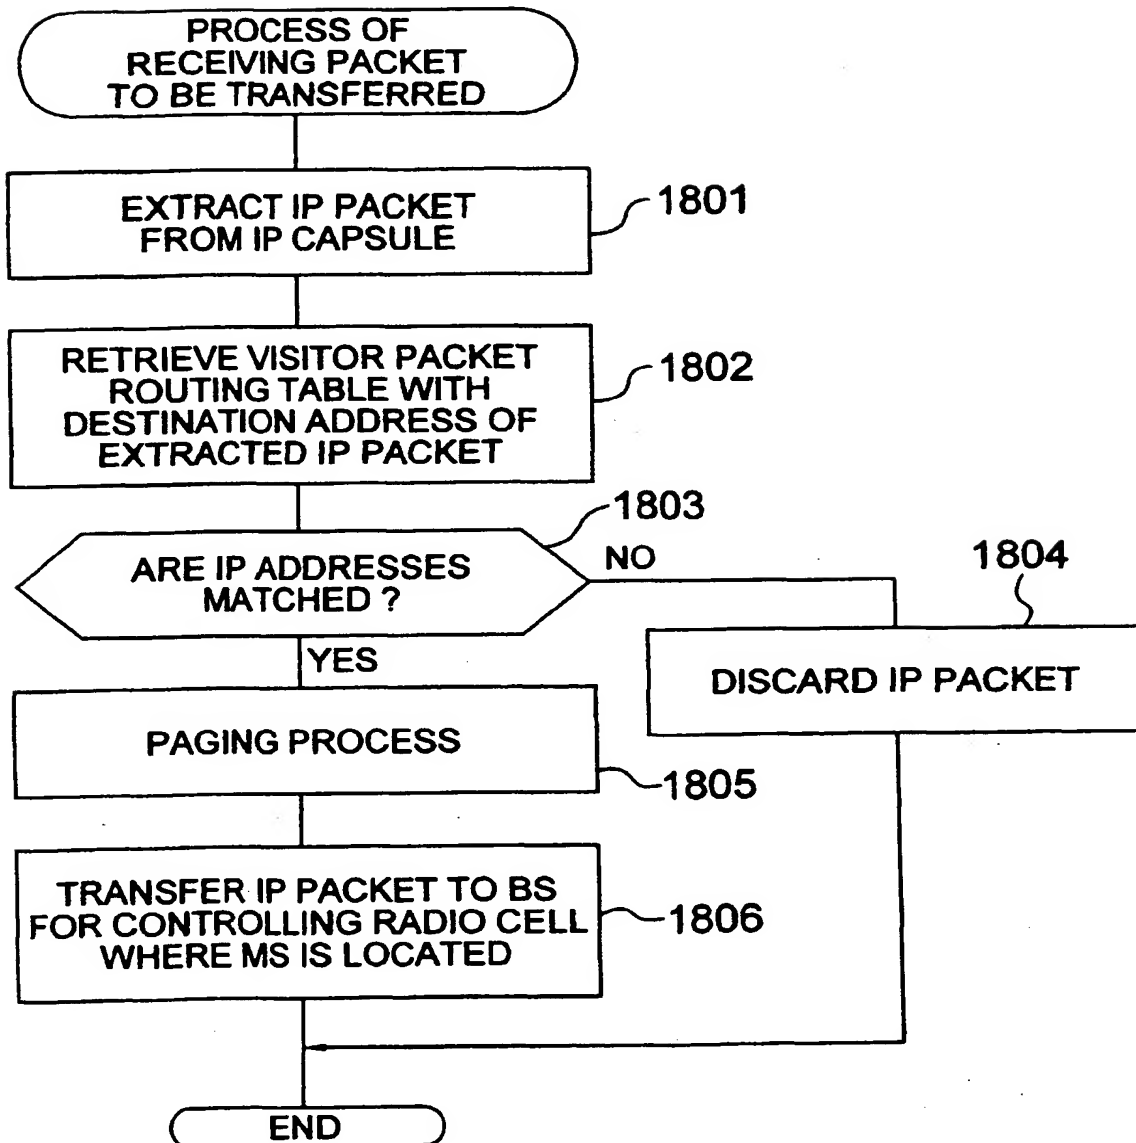 PROCESS OF
RECEIVING PACKET
TO BE TRANSFERRED
EXTRACT IP PACKET
FROM IP CAPSULE
1801
RETRIEVE VISITOR PACKET
ROUTING TABLE WITH
DESTINATION ADDRESS OF
EXTRACTED IP PACKET
1802
1803
ARE IP ADDRESSES
MATCHED ?
NO
1804
YES
DISCARD IP PACKET
PAGING PROCESS
1805
TRANSFER IP PACKET TO BS
FOR CONTROLLING RADIO CELL
WHERE MS IS LOCATED
1806
END